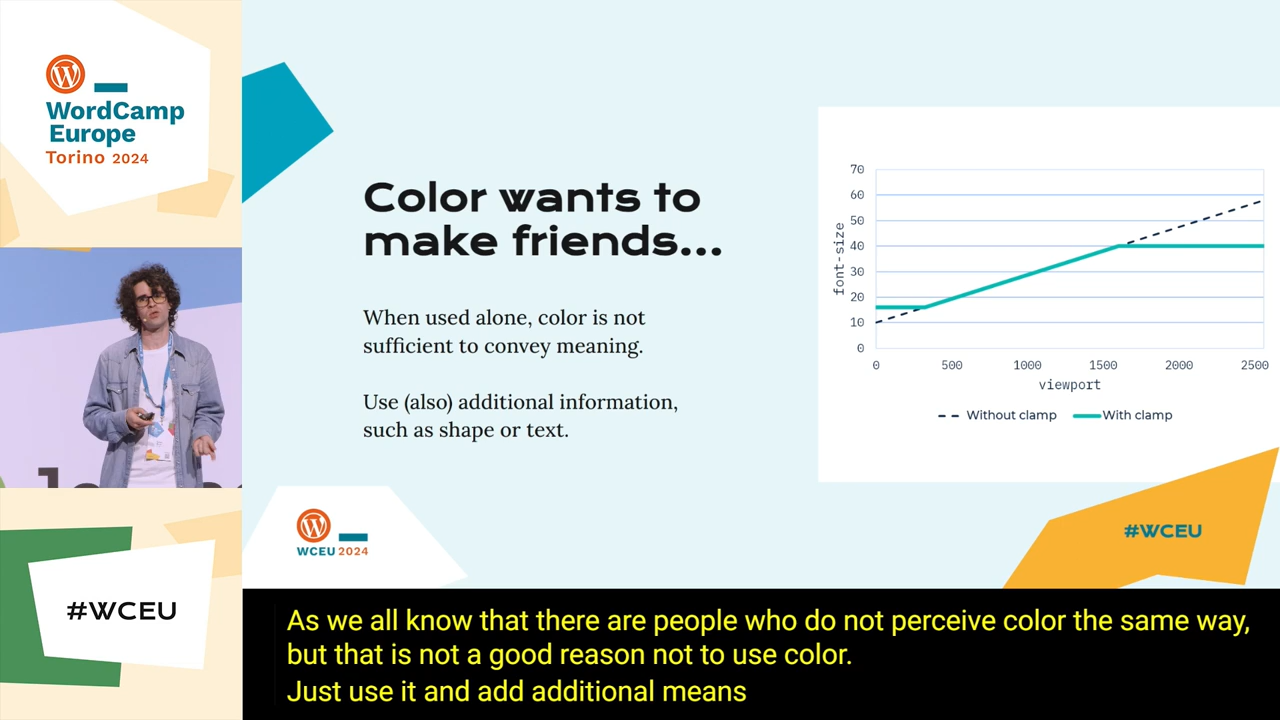 WordCamp
Europe
Torino 2024
#WCEU
Color wants to
make friends...
When used alone, color is not
sufficient to convey meaning.
Use (also) additional information,
such as shape or text.
WCEU 2024
70
60
50
40
30
20
10
0
font-size
0 500 1000 1500 2000 2500
viewport
Without clamp With clamp
#WCEU
As we all know that there are people who do not perceive color the same way,
but that is not a good reason not to use color.
Just use it and add additional means